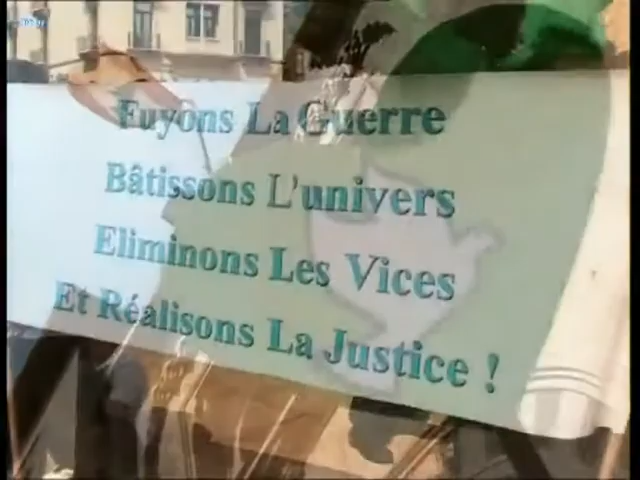 Fuyons La Guerre
Bâtissons L'univers
Eliminons Les Vices
Et Réalisons La Justice !